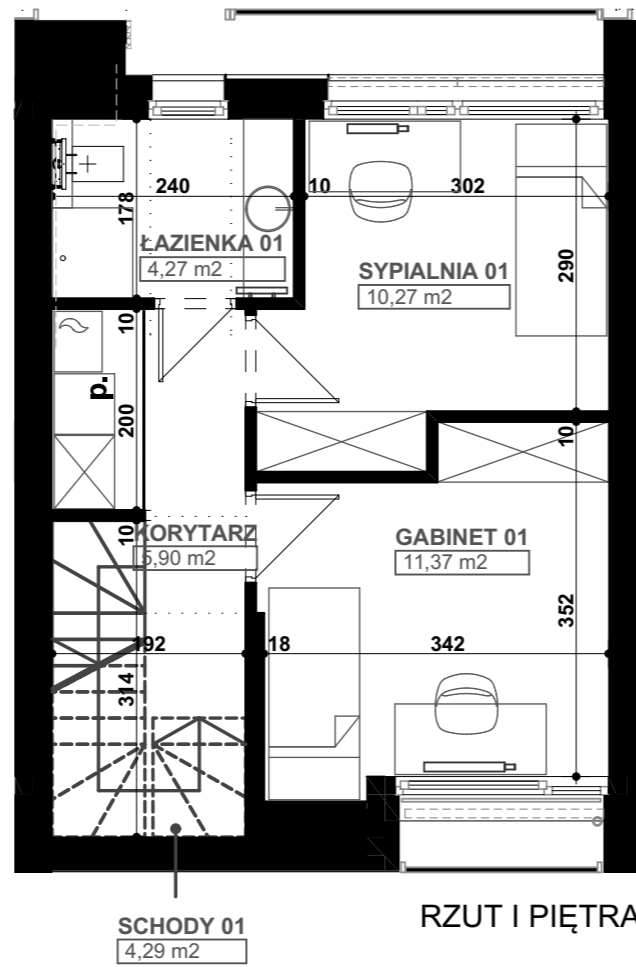 240
10
302
178
ŁAZIENKA 01
4,27 m2
SYPIALNIA 01
10,27 m2
290
10
p.
200
10
10
KORYTARZ
5,90 m2
GABINET 01
11,37 m2
352
192
18
342
314
SCHODY 01
4,29 m2
RZUT I PIĘTRA